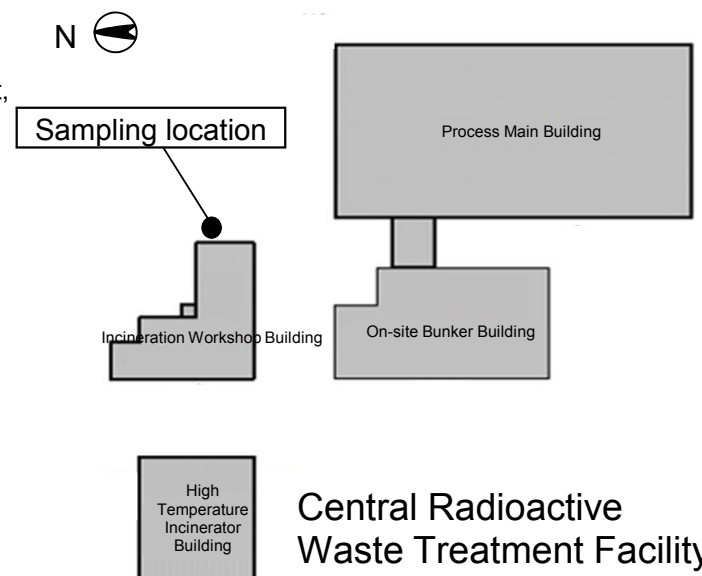 N
t,
Sampling location
Process Main Building
Incineration Workshop Building
On-site Bunker Building
High
Temperature
Incinerator
Building
Central Radioactive
Waste Treatment Facility